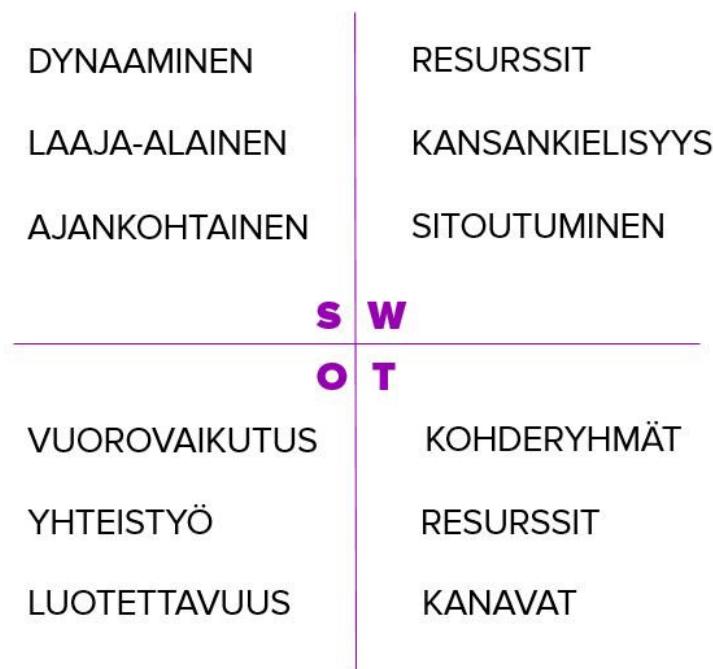 DYNAAMINEN
LAAJA-ALAINEN
AJANKOHTAINEN
S
RESURSSIT
KANSANKIELISYYS
SITOUTUMINEN
W
O
VUOROVAIKUTUS
YHTEISTYÖ
LUOTETTAVUUS
T
KOHDERYHMÄT
RESURSSIT
KANAVAT